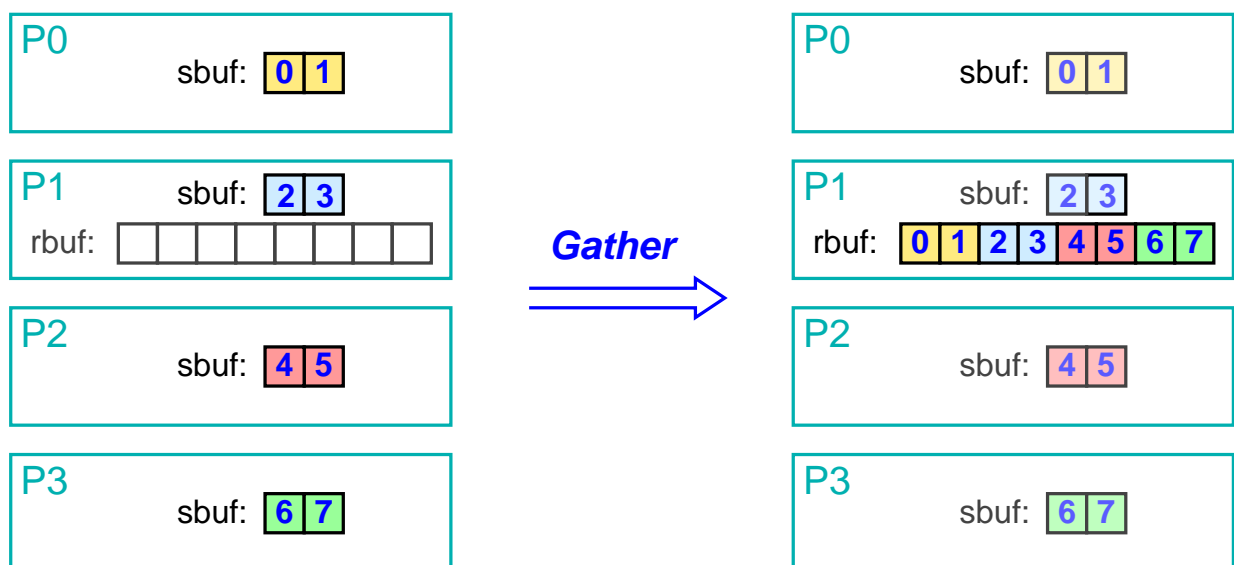 P0
sbuf: 0 1
P0
sbuf: 0 1
P1
sbuf: 2 3
rbuf:
Gather
P1
sbuf: 2 3
rbuf: 0 1 2 3 4 5 6 7
P2
sbuf: 4 5
P2
sbuf: 4 5
P3
sbuf: 6 7
P3
sbuf: 6 7